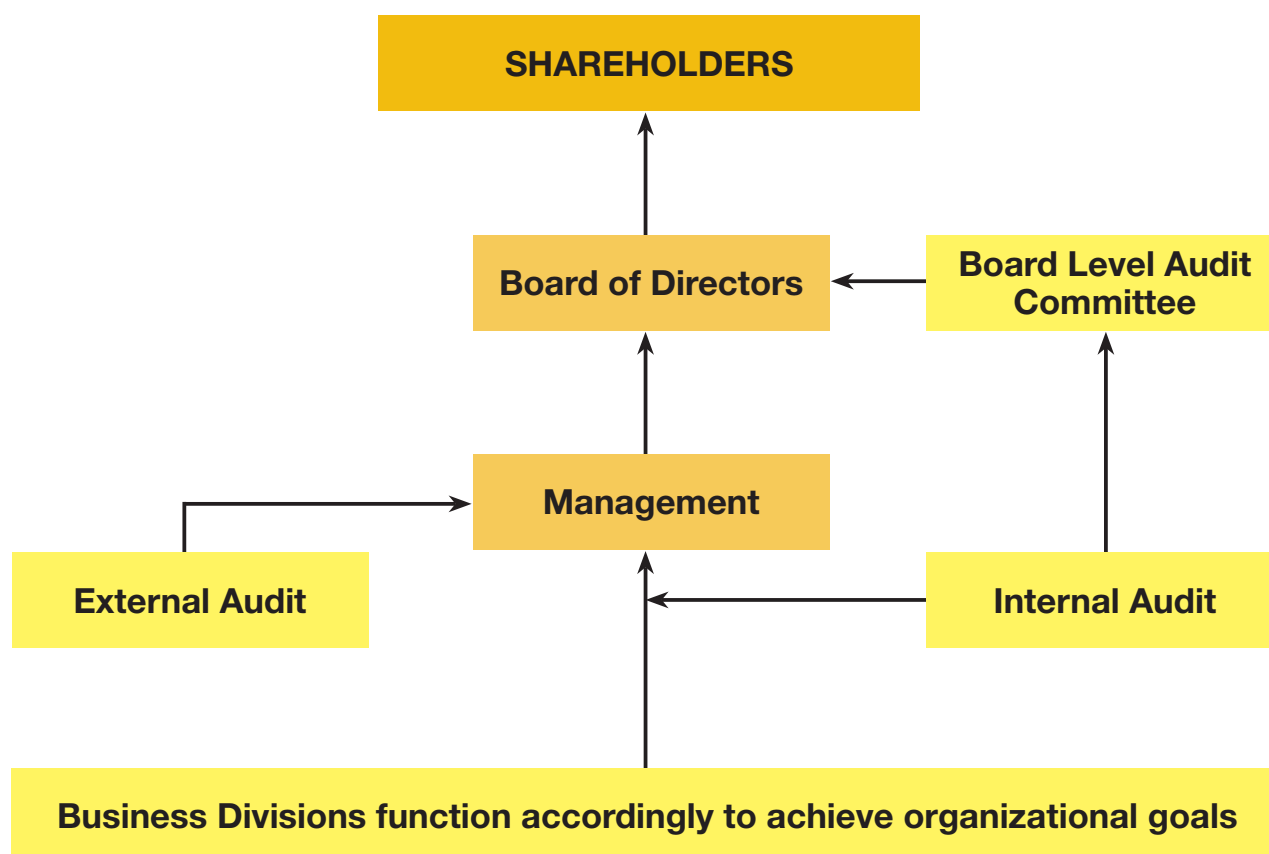 SHAREHOLDERS
Board of Directors
Board Level Audit
Committee
Management
External Audit
Internal Audit
Business Divisions function accordingly to achieve organizational goals